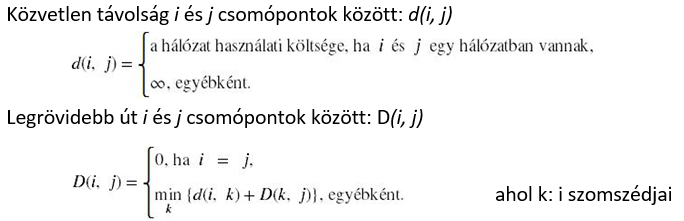 Közvetlen távolság i és j csomópontok között: d(i, j)
d(i, j) = { a hálózat használati költsége, ha i és j egy hálózatban vannak,
∞, egyébként.
Legrövidebb út i és j csomópontok között: D(i, j)
D(i, j) = { 0, ha i = j,
min {d(i, k) + D(k, j)}, egyébként. ahol k: i szomszédjai
k